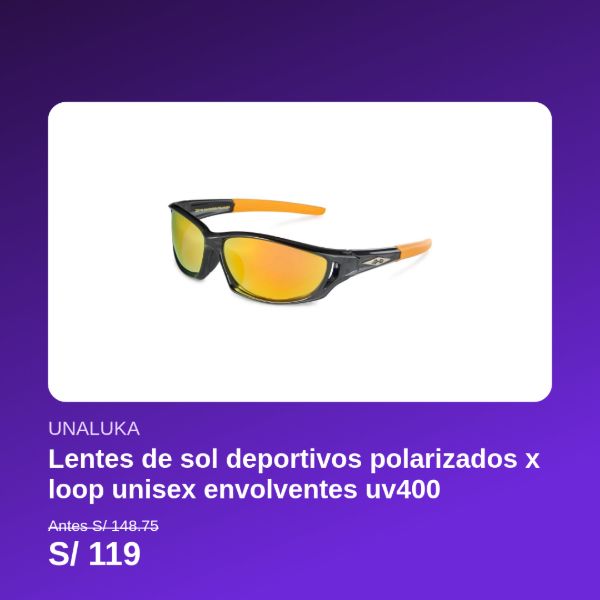 UNALUKA
Lentes de sol deportivos polarizados x
loop unisex envolventes uv400
Antes S/ 148.75
S/ 119